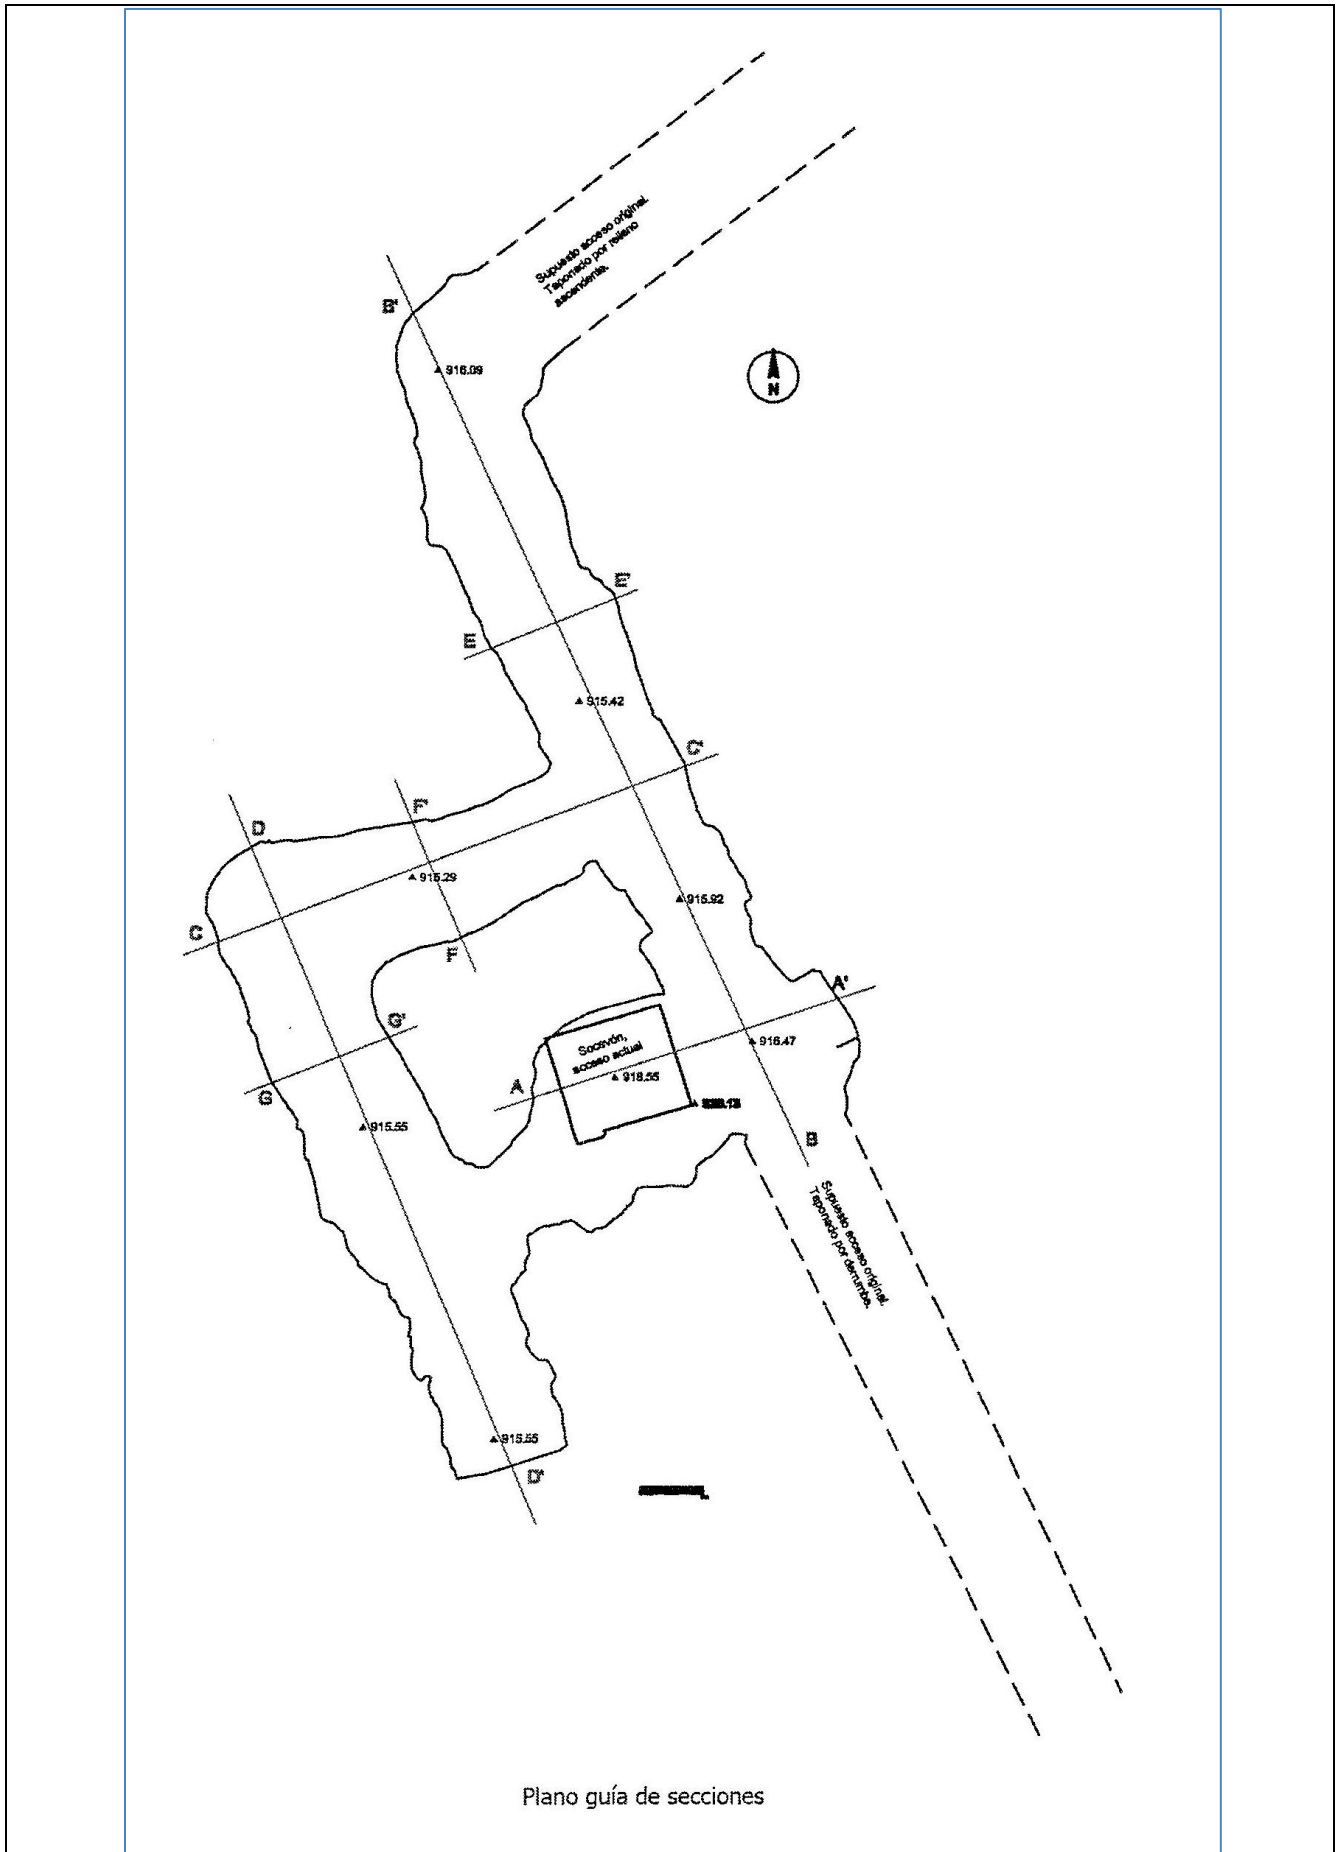 Supuesto acceso original.
Taponado por relleno
ascendente.
B'
916.09
N
E'
E
915.42
C'
F'
D
915.29
915.92
C
F
A'
G'
Socavón,
acceso actual
916.47
918.55
A
G
915.55
B
Supuesto acceso original.
Taponado por derrumbe.
915.55
D'
Plano guía de secciones